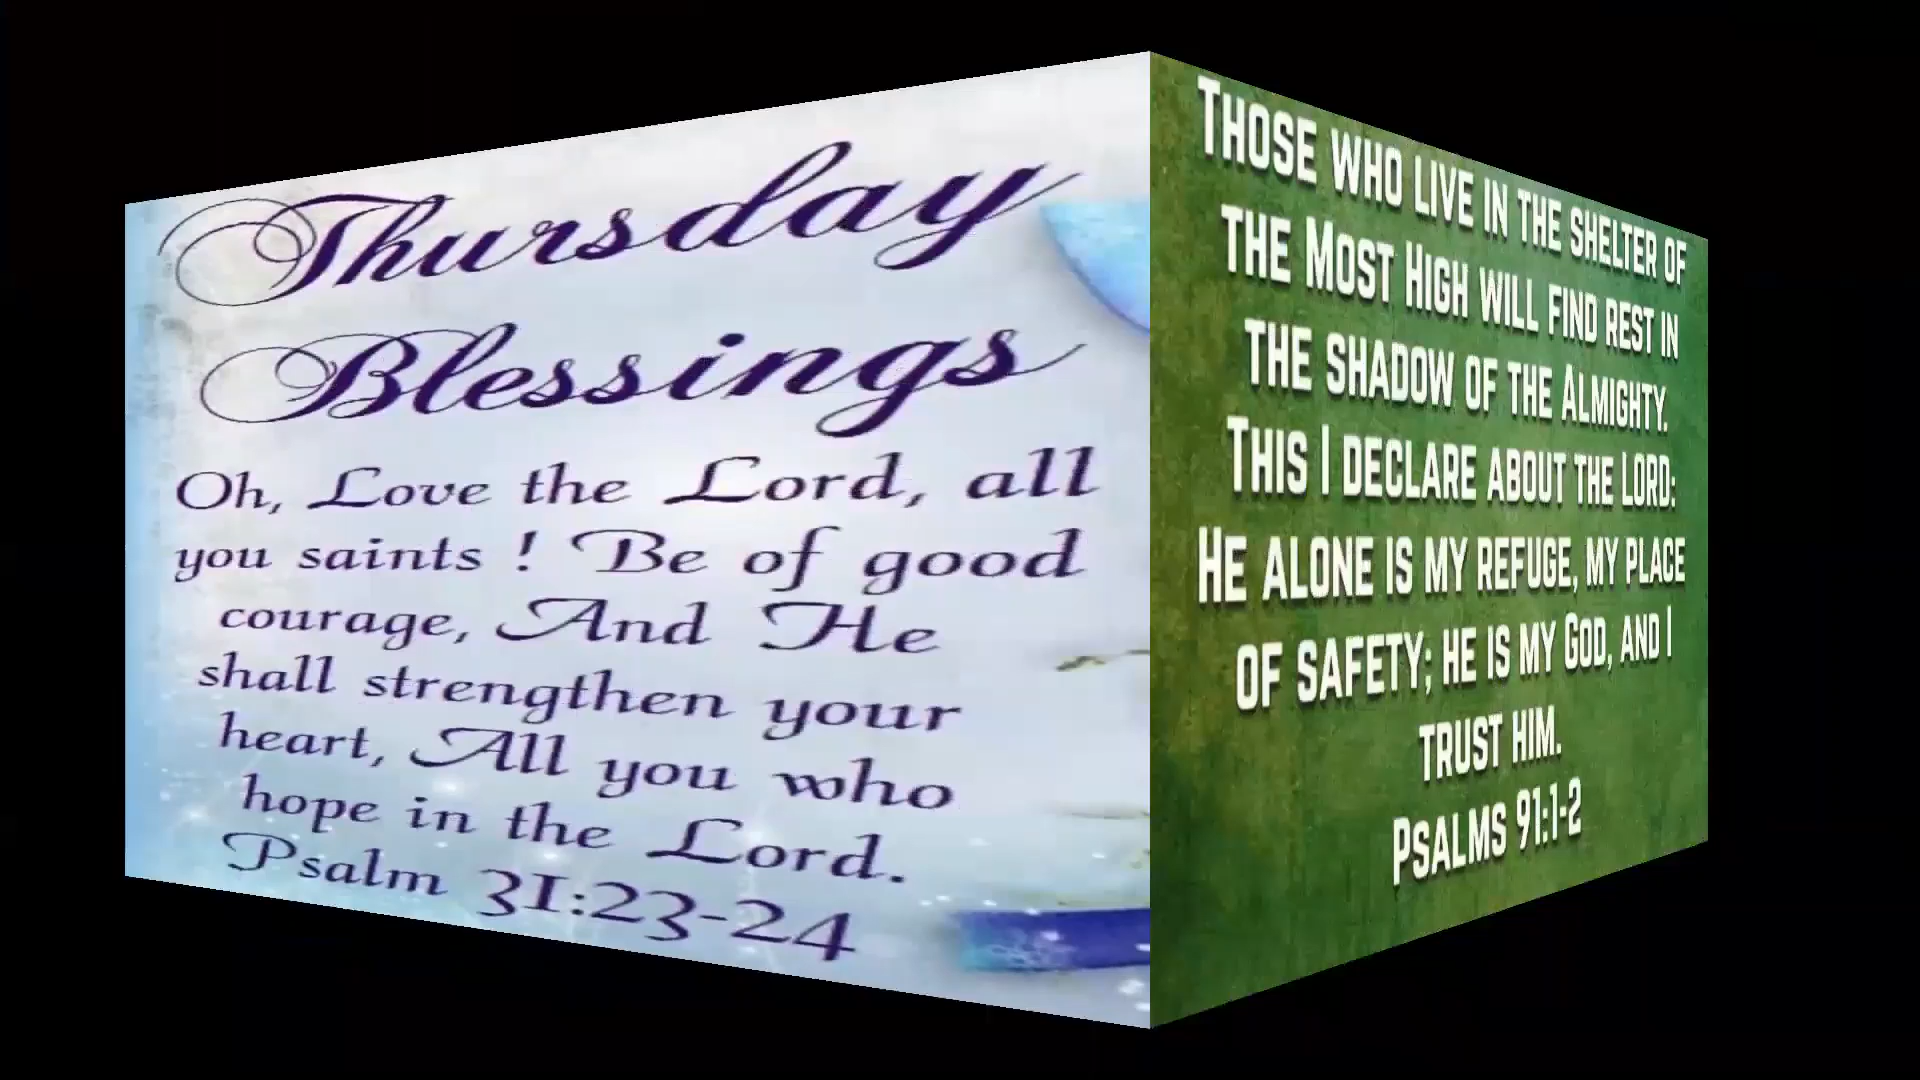 Thursday
Blessings
Oh, Love the Lord, all
you saints ! Be of good
courage, And He
shall strengthen your
heart, All you who
hope in the Lord.
Psalm 31:23-24
THOSE WHO LIVE IN THE SHELTER OF
THE MOST HIGH WILL FIND REST IN
THE SHADOW OF THE ALMIGHTY.
THIS I DECLARE ABOUT THE LORD:
HE ALONE IS MY REFUGE, MY PLACE
OF SAFETY; HE IS MY GOD, AND I
TRUST HIM.
PSALMS 91:1-2